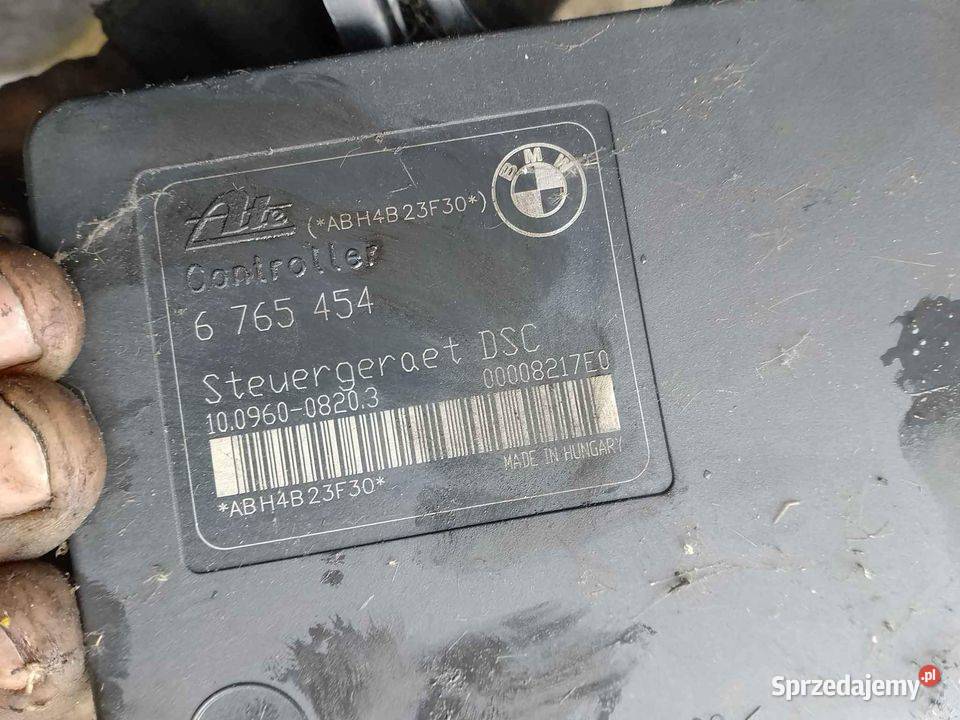 Ate (*ABH4B23F30*) BMW
Controller
6 765 454
Steuergeraet DSC
10.0960-0820.3 00008217E0
MADE IN HUNGARY
*ABH4B23F30*
Sprzedajemy.pl